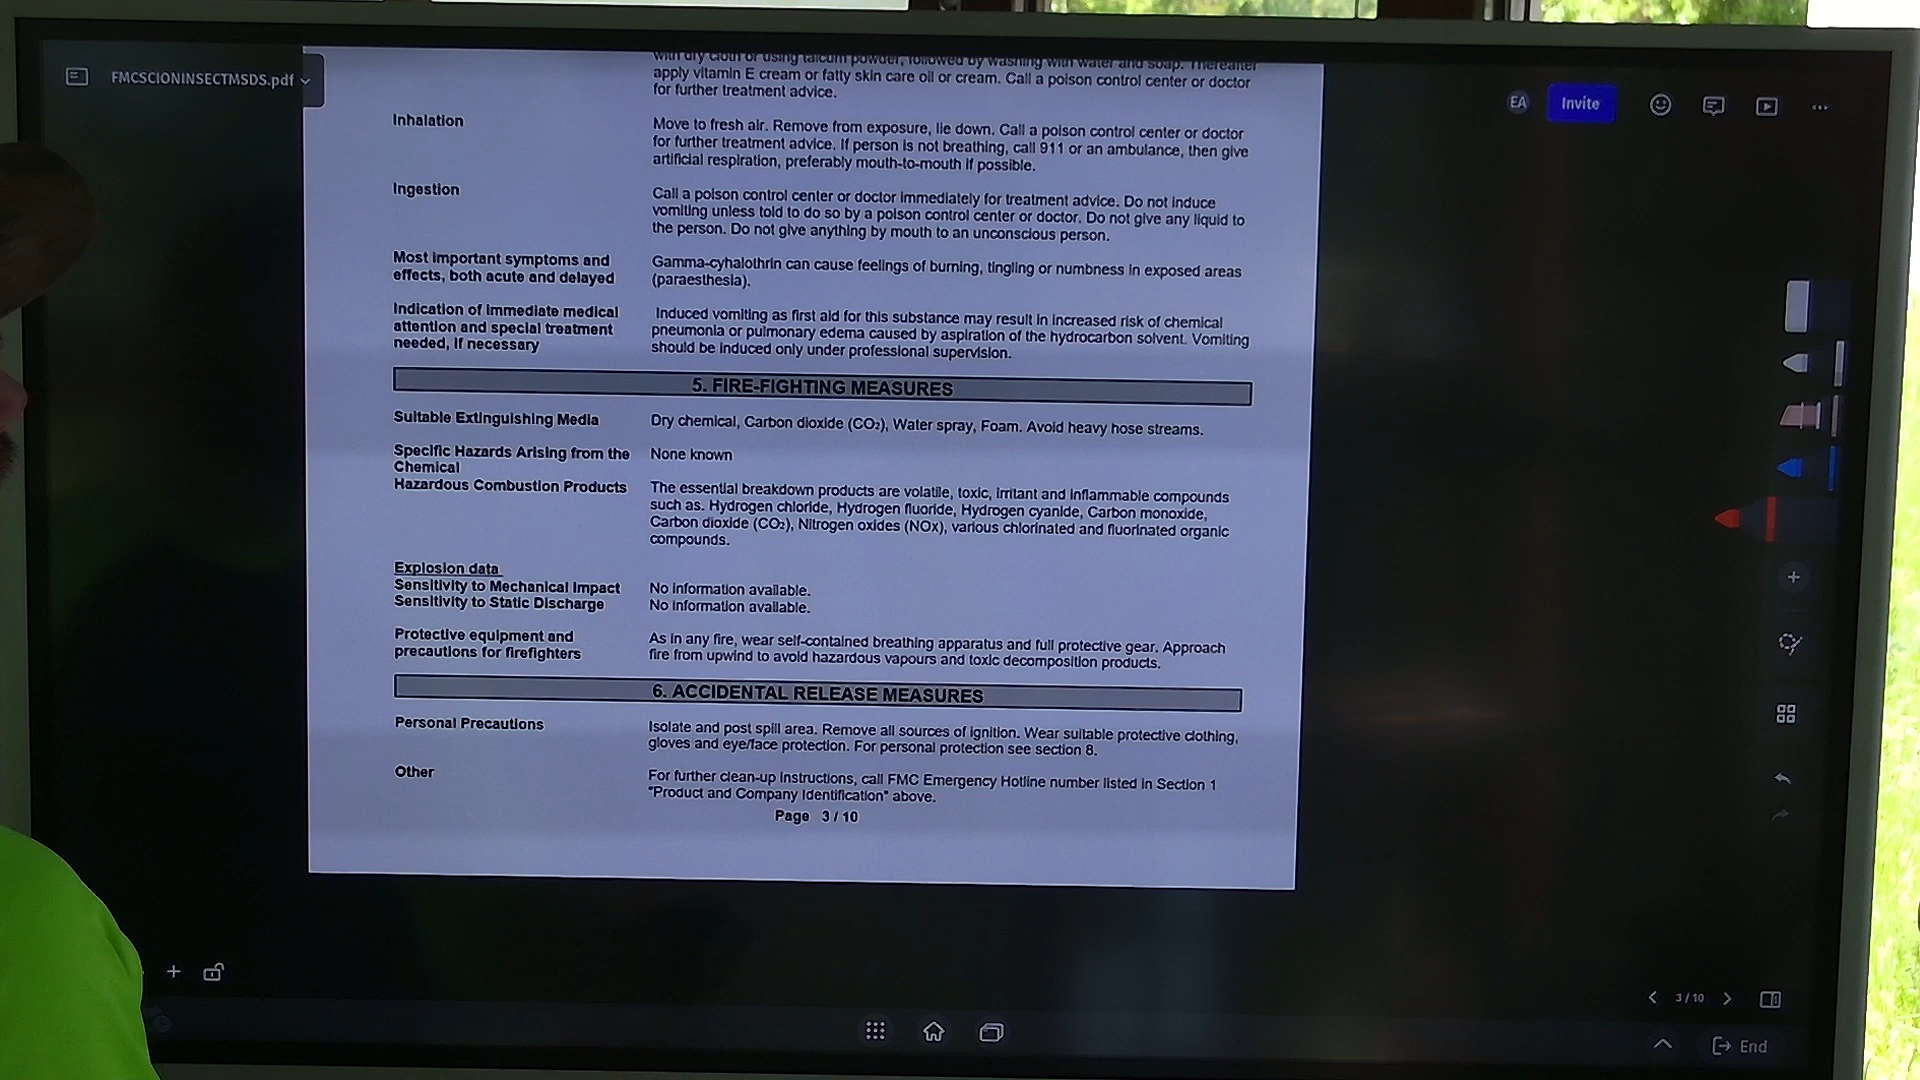 FMCSCIONINSECTMSDS.pdf
with dry cloth or using talcum powder, followed by washing with water and soap. Thereafter
apply vitamin E cream or fatty skin care oil or cream. Call a poison control center or doctor
for further treatment advice.
Inhalation
Move to fresh air. Remove from exposure, lie down. Call a poison control center or doctor
for further treatment advice. If person is not breathing, call 911 or an ambulance, then give
artificial respiration, preferably mouth-to-mouth if possible.
Ingestion
Call a poison control center or doctor immediately for treatment advice. Do not induce
vomiting unless told to do so by a poison control center or doctor. Do not give any liquid to
the person. Do not give anything by mouth to an unconscious person.
Most important symptoms and
effects, both acute and delayed
Gamma-cyhalothrin can cause feelings of burning, tingling or numbness in exposed areas
(paraesthesia).
Indication of immediate medical
attention and special treatment
needed, if necessary
Induced vomiting as first aid for this substance may result in increased risk of chemical
pneumonia or pulmonary edema caused by aspiration of the hydrocarbon solvent. Vomiting
should be induced only under professional supervision.
5. FIRE-FIGHTING MEASURES
Suitable Extinguishing Media
Dry chemical, Carbon dioxide (CO2), Water spray, Foam. Avoid heavy hose streams.
Specific Hazards Arising from the
Chemical
None known
Hazardous Combustion Products
The essential breakdown products are volatile, toxic, irritant and inflammable compounds
such as. Hydrogen chloride, Hydrogen fluoride, Hydrogen cyanide, Carbon monoxide,
Carbon dioxide (CO2), Nitrogen oxides (NOx), various chlorinated and fluorinated organic
compounds.
Explosion data
Sensitivity to Mechanical Impact
No information available.
Sensitivity to Static Discharge
No information available.
Protective equipment and
precautions for firefighters
As in any fire, wear self-contained breathing apparatus and full protective gear. Approach
fire from upwind to avoid hazardous vapours and toxic decomposition products.
6. ACCIDENTAL RELEASE MEASURES
Personal Precautions
Isolate and post spill area. Remove all sources of ignition. Wear suitable protective clothing,
gloves and eye/face protection. For personal protection see section 8.
Other
For further clean-up instructions, call FMC Emergency Hotline number listed in Section 1
"Product and Company Identification" above.
Page 3 / 10
EA
Invite
3 / 10
End